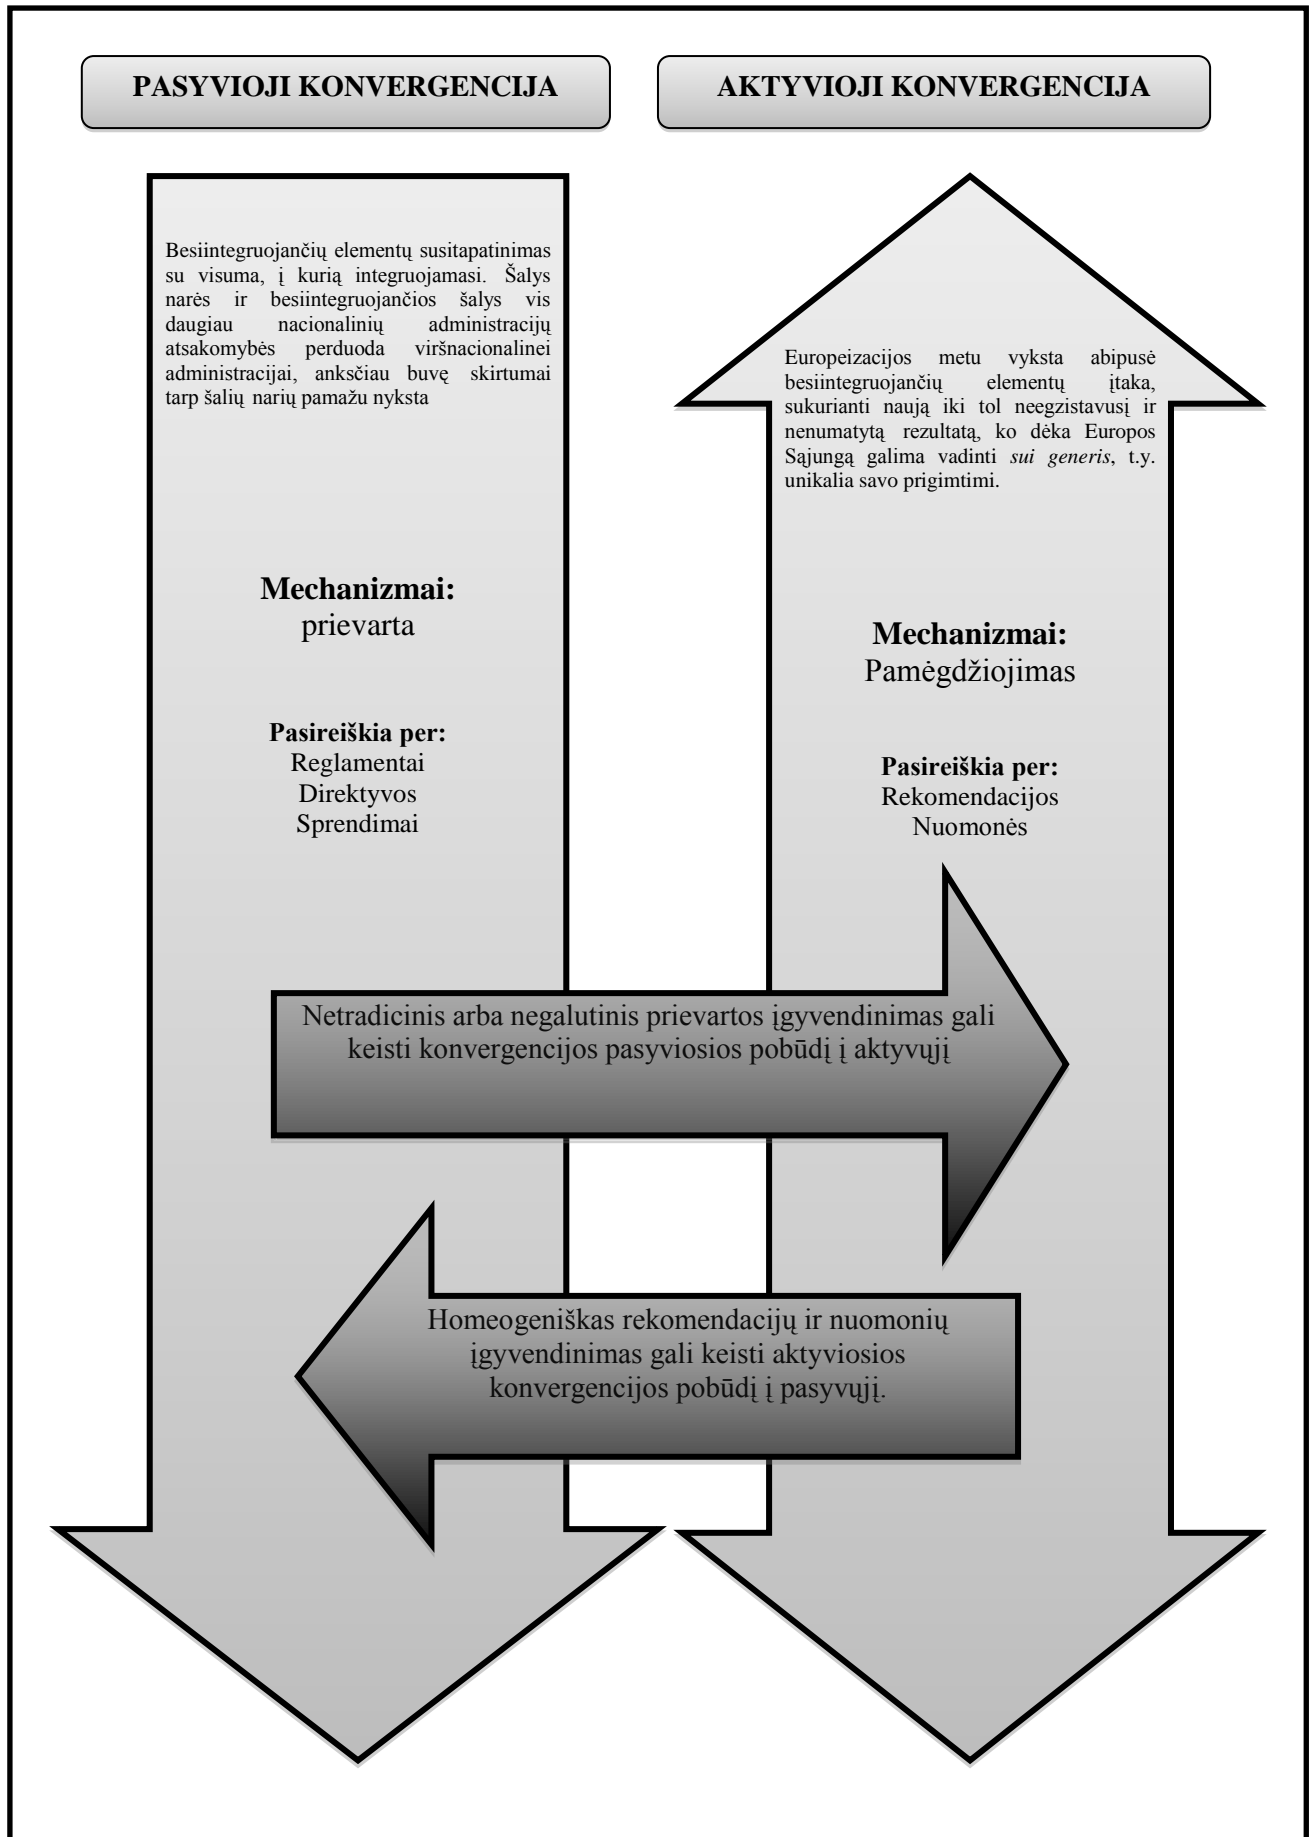 PASYVIOJI KONVERGENCIJA
AKTYVIOJI KONVERGENCIJA
Besiintegruojančių elementų susitapatinimas
su visuma, į kurią integruojamasi. Šalys
narės ir besiintegruojančios šalys vis
daugiau nacionalinių administracijų
atsakomybės perduoda viršnacionalinei
administracijai, anksčiau buvę skirtumai
tarp šalių narių pamažu nyksta
Mechanizmai:
prievarta
Pasireiškia per:
Reglamentai
Direktyvos
Sprendimai
Europeizacijos metu vyksta abipusė
besiintegruojančių elementų įtaka,
sukurianti naują iki tol neegzistavusį ir
nenumatytą rezultatą, ko dėka Europos
Sąjungą galima vadinti sui generis, t.y.
unikalia savo prigimtimi.
Mechanizmai:
Pamėgdžiojimas
Pasireiškia per:
Rekomendacijos
Nuomonės
Netradicinis arba negalutinis prievartos įgyvendinimas gali
keisti konvergencijos pasyviosios pobūdį į aktyvųjį
Homeogeniškas rekomendacijų ir nuomonių
įgyvendinimas gali keisti aktyviosios
konvergencijos pobūdį į pasyvųjį.